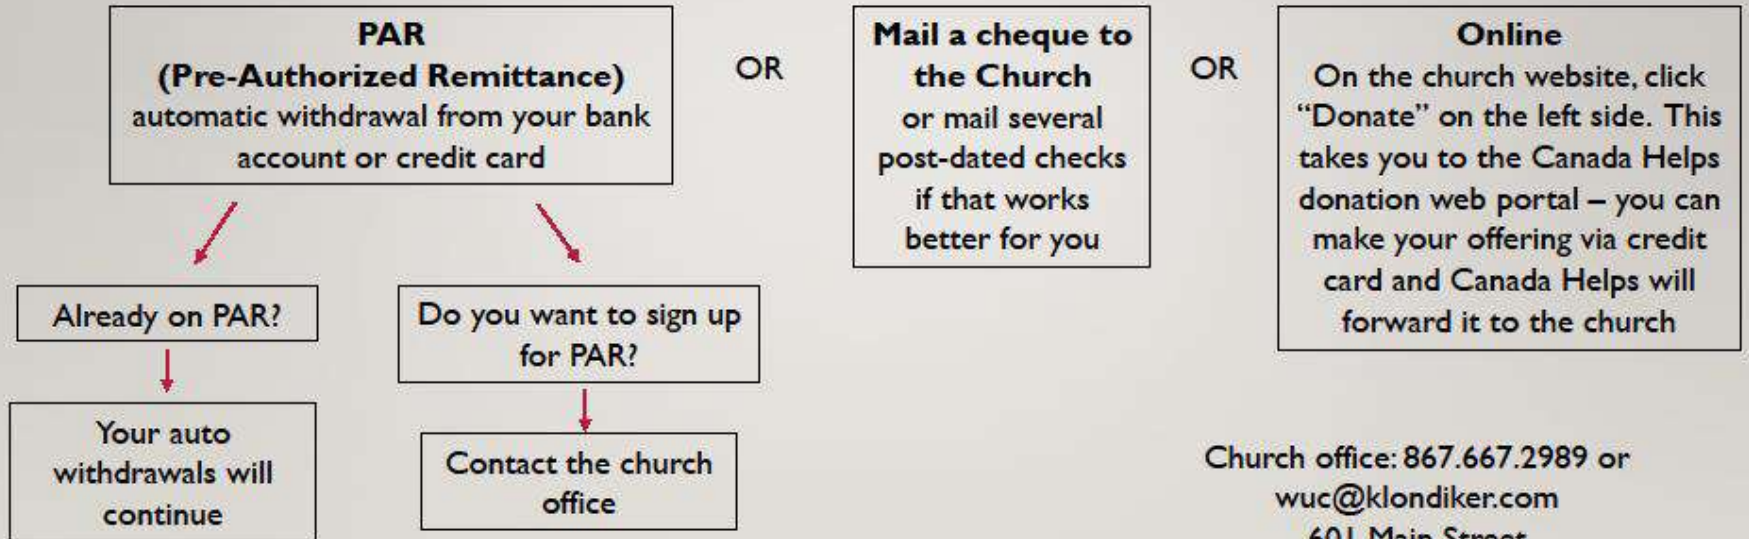 PAR
(Pre-Authorized Remittance)
automatic withdrawal from your bank
account or credit card
OR
Mail a cheque to
the Church
or mail several
post-dated checks
if that works
better for you
OR
Online
On the church website, click
“Donate” on the left side. This
takes you to the Canada Helps
donation web portal – you can
make your offering via credit
card and Canada Helps will
forward it to the church
Already on PAR?
Your auto
withdrawals will
continue
Do you want to sign up
for PAR?
Contact the church
office
Church office: 867.667.2989 or
wuc@klondiker.com
601 Main Street